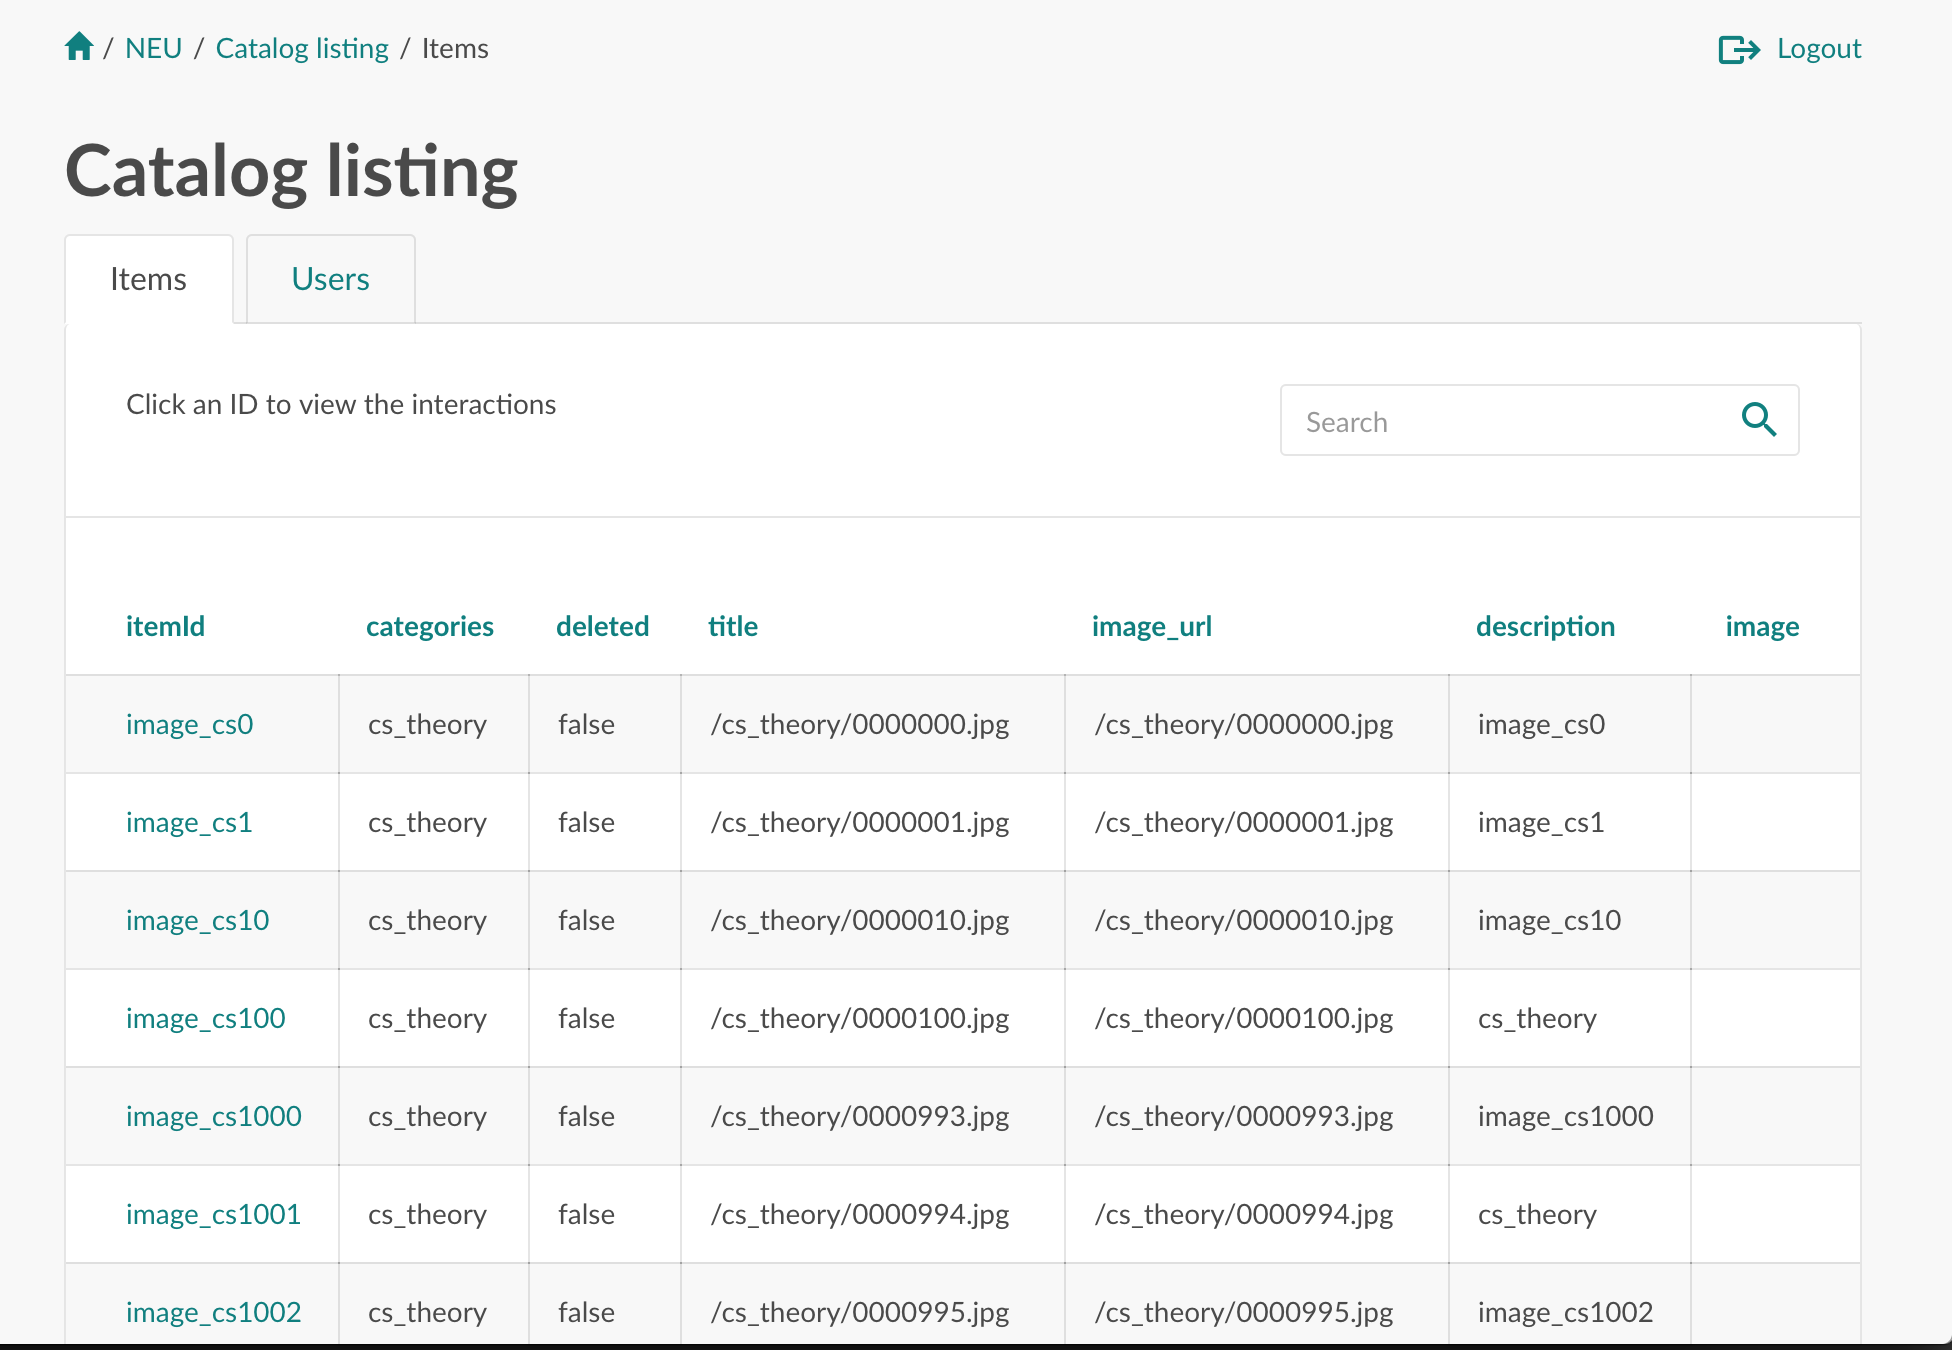 / NEU / Catalog listing / Items
Logout
Catalog listing
Items
Users
Click an ID to view the interactions
Search
itemId categories deleted title image_url description image
image_cs0 cs_theory false /cs_theory/0000000.jpg /cs_theory/0000000.jpg image_cs0
image_cs1 cs_theory false /cs_theory/0000001.jpg /cs_theory/0000001.jpg image_cs1
image_cs10 cs_theory false /cs_theory/0000010.jpg /cs_theory/0000010.jpg image_cs10
image_cs100 cs_theory false /cs_theory/0000100.jpg /cs_theory/0000100.jpg cs_theory
image_cs1000 cs_theory false /cs_theory/0000993.jpg /cs_theory/0000993.jpg image_cs1000
image_cs1001 cs_theory false /cs_theory/0000994.jpg /cs_theory/0000994.jpg cs_theory
image_cs1002 cs_theory false /cs_theory/0000995.jpg /cs_theory/0000995.jpg image_cs1002